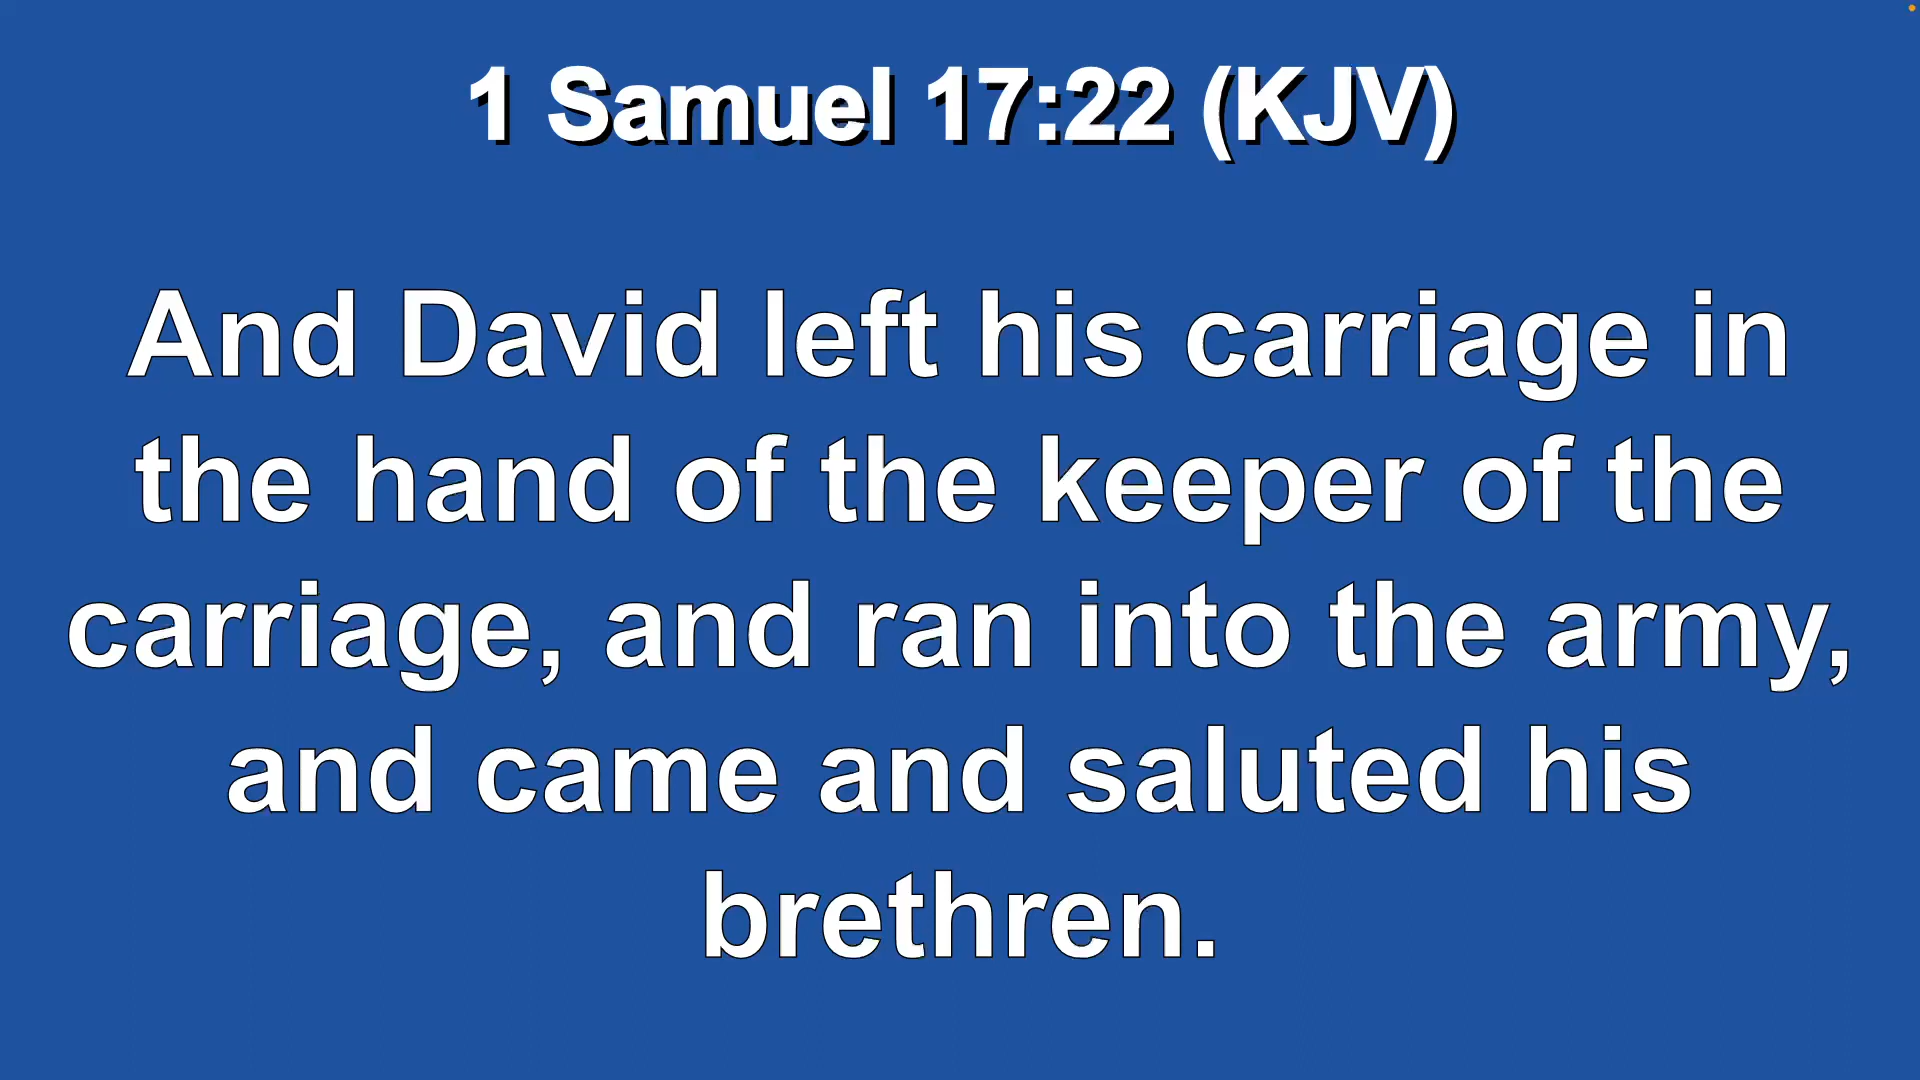 1 Samuel 17:22 (KJV)
And David left his carriage in
the hand of the keeper of the
carriage, and ran into the army,
and came and saluted his
brethren.